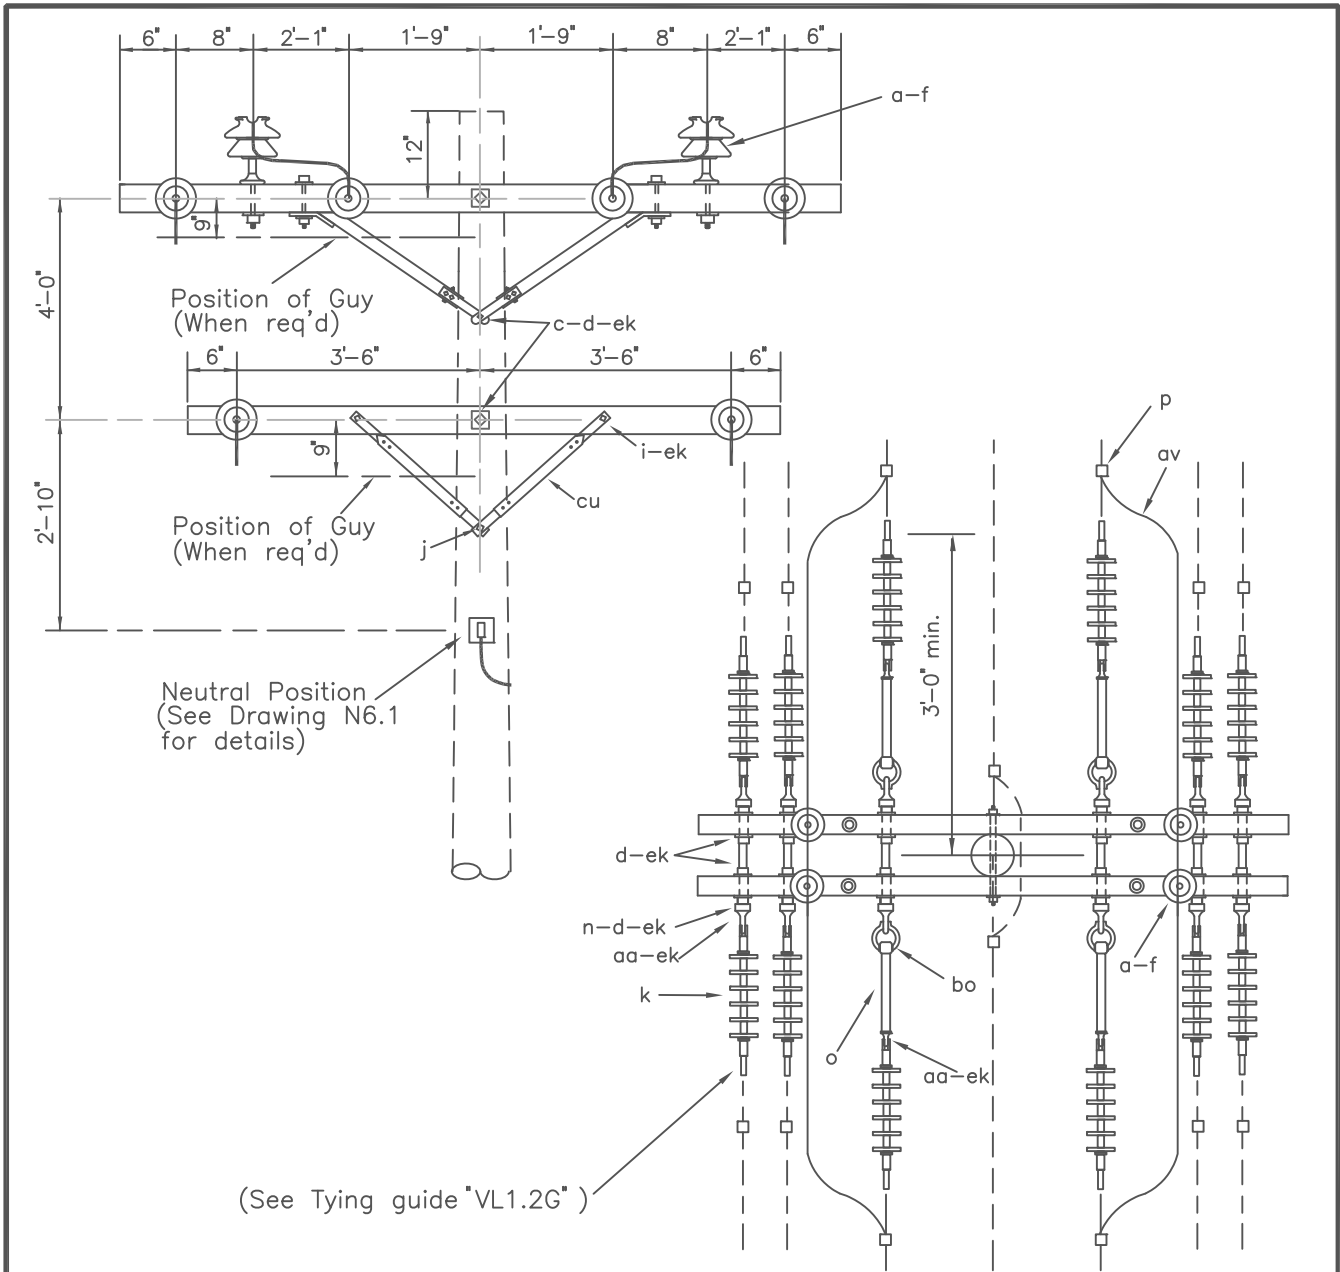 6" 8" 2'-1" 1'-9" 1'-9" 8" 2'-1" 6"
a-f
12"
9"
4'-0"
Position of Guy
(When req'd)
c-d-ek
6" 3'-6" 3'-6" 6"
p
av
i-ek
9"
cu
2'-10"
Position of Guy
(When req'd)
j
3'-0" min.
Neutral Position
(See Drawing N6.1
for details)
d-ek
n-d-ek
aa-ek
a-f
k
bo
o
aa-ek
(See Tying guide "VL1.2G" )